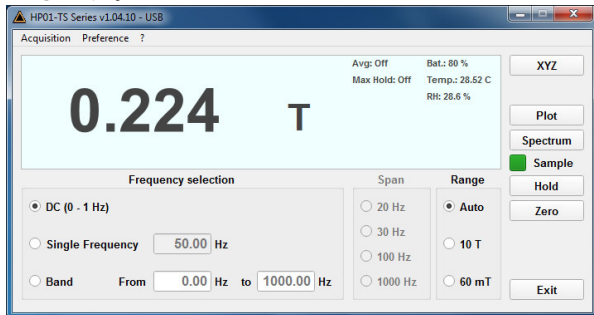 HP01-TS Series v1.04.10 - USB
Acquisition Preference ?
Avg: Off Bat.: 80 %
Max Hold: Off Temp.: 28.52 C
RH: 28.6 %
0.224 T
XYZ
Plot
Spectrum
Sample
Hold
Zero
Exit
Frequency selection
DC (0 - 1 Hz)
Single Frequency 50.00 Hz
Band From 0.00 Hz to 1000.00 Hz
Span
20 Hz
30 Hz
100 Hz
1000 Hz
Range
Auto
10 T
60 mT